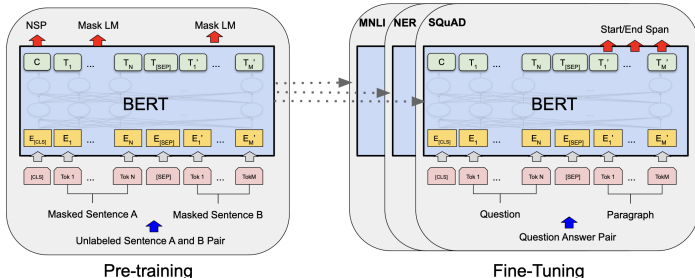 NSP Mask LM Mask LM
C T1 ... TN T[SEP] T1' ... TM'
BERT
E[CLS] E1 ... EN E[SEP] E1' ... EM'
[CLS] Tok 1 ... Tok N [SEP] Tok 1 ... TokM
Masked Sentence A Masked Sentence B
Unlabeled Sentence A and B Pair
Pre-training
MNLI NER SQuAD
Start/End Span
C T1 ... TN T[SEP] T1' ... TM'
BERT
E[CLS] E1 ... EN E[SEP] E1' ... EM'
[CLS] Tok 1 ... Tok N [SEP] Tok 1 ... TokM
Question Paragraph
Question Answer Pair
Fine-Tuning